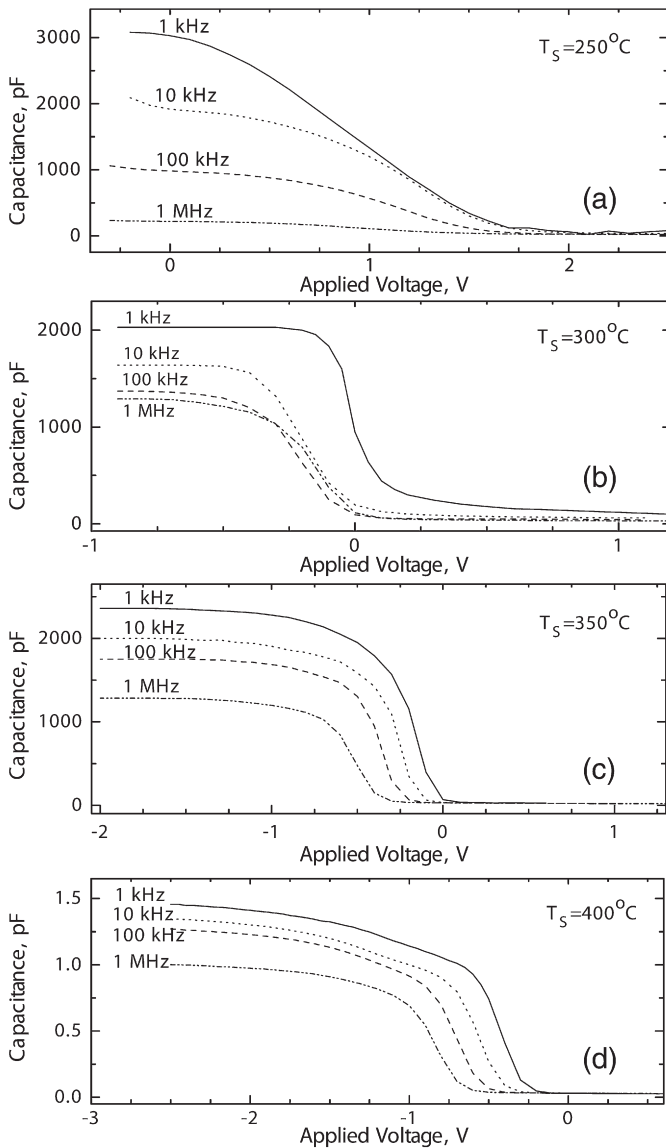 1 kHz
T_S=250°C
3000
10 kHz
2000
100 kHz
1000
1 MHz
(a)
0
Capacitance, pF
0 1 2
Applied Voltage, V
1 kHz
T_S=300°C
2000
10 kHz
100 kHz
1 MHz
1000
(b)
0
Capacitance, pF
-1 0 1
Applied Voltage, V
1 kHz
T_S=350°C
10 kHz
2000
100 kHz
1 MHz
1000
(c)
0
Capacitance, pF
-2 -1 0 1
Applied Voltage, V
1 kHz
T_S=400°C
1.5
10 kHz
100 kHz
1 MHz
1.0
0.5
(d)
0.0
Capacitance, pF
-3 -2 -1 0
Applied Voltage, V